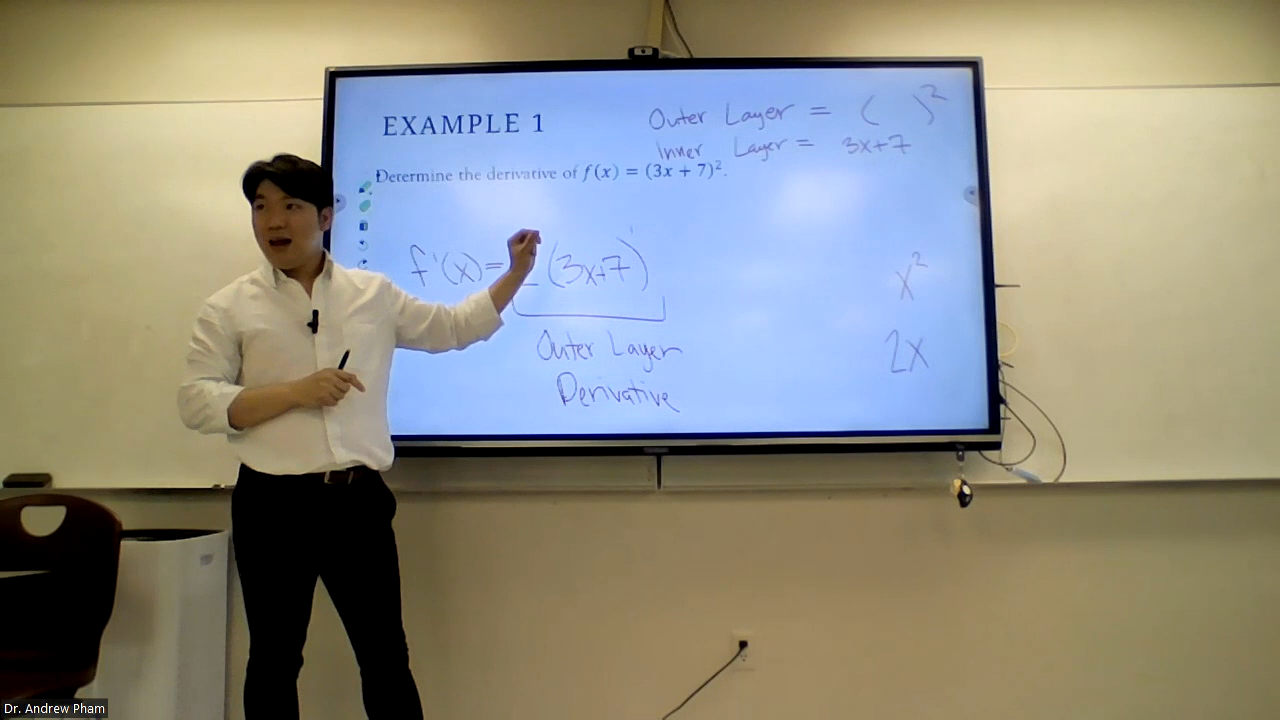 EXAMPLE 1
Outer Layer = ( )²
Inner Layer = 3x+7
Determine the derivative of f(x) = (3x + 7)².
f'(x)= (3x+7)'
x²
Outer Layer
2x
Derivative
Dr. Andrew Pham